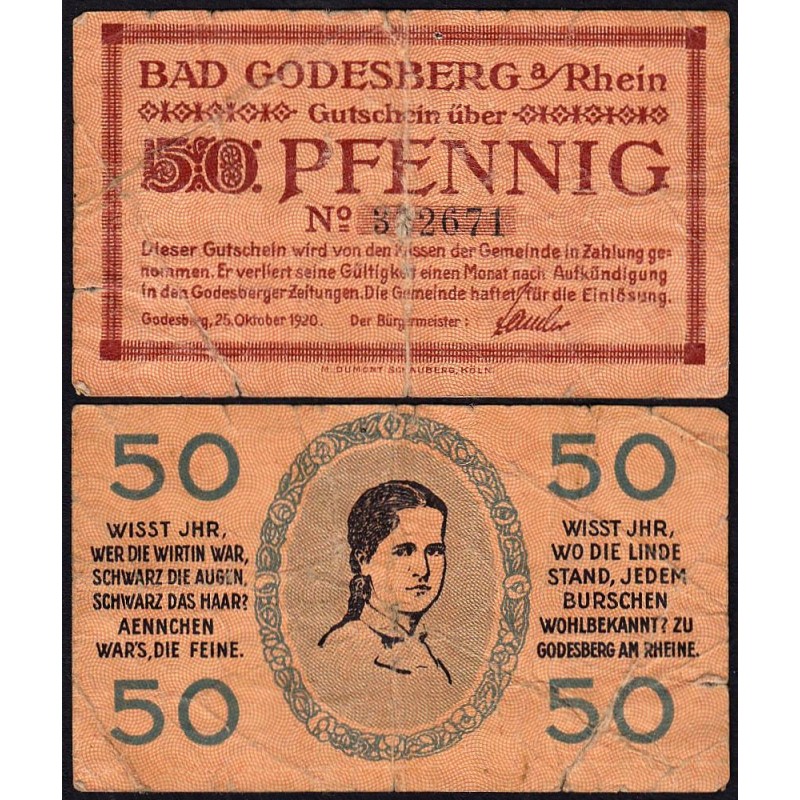 BAD GODESBERG a/Rhein
Gutschein über
50 PFENNIG
No 332671
Dieser Gutschein wird von den Kassen der Gemeinde in Zahlung ge-
nommen. Er verliert seine Gültigkeit einen Monat nach Aufkündigung
in den Godesberger Zeitungen. Die Gemeinde haftet für die Einlösung.
Godesberg, 25. Oktober 1920. Der Bürgermeister:
M. DUMONT SCHAUBERG, KÖLN
50
WISST JHR,
WER DIE WIRTIN WAR,
SCHWARZ DIE AUGEN,
SCHWARZ DAS HAAR?
AENNCHEN
WAR'S, DIE FEINE.
50
50
WISST JHR,
WO DIE LINDE
STAND, JEDEM
BURSCHEN
WOHLBEKANNT? ZU
GODESBERG AM RHEINE.
50